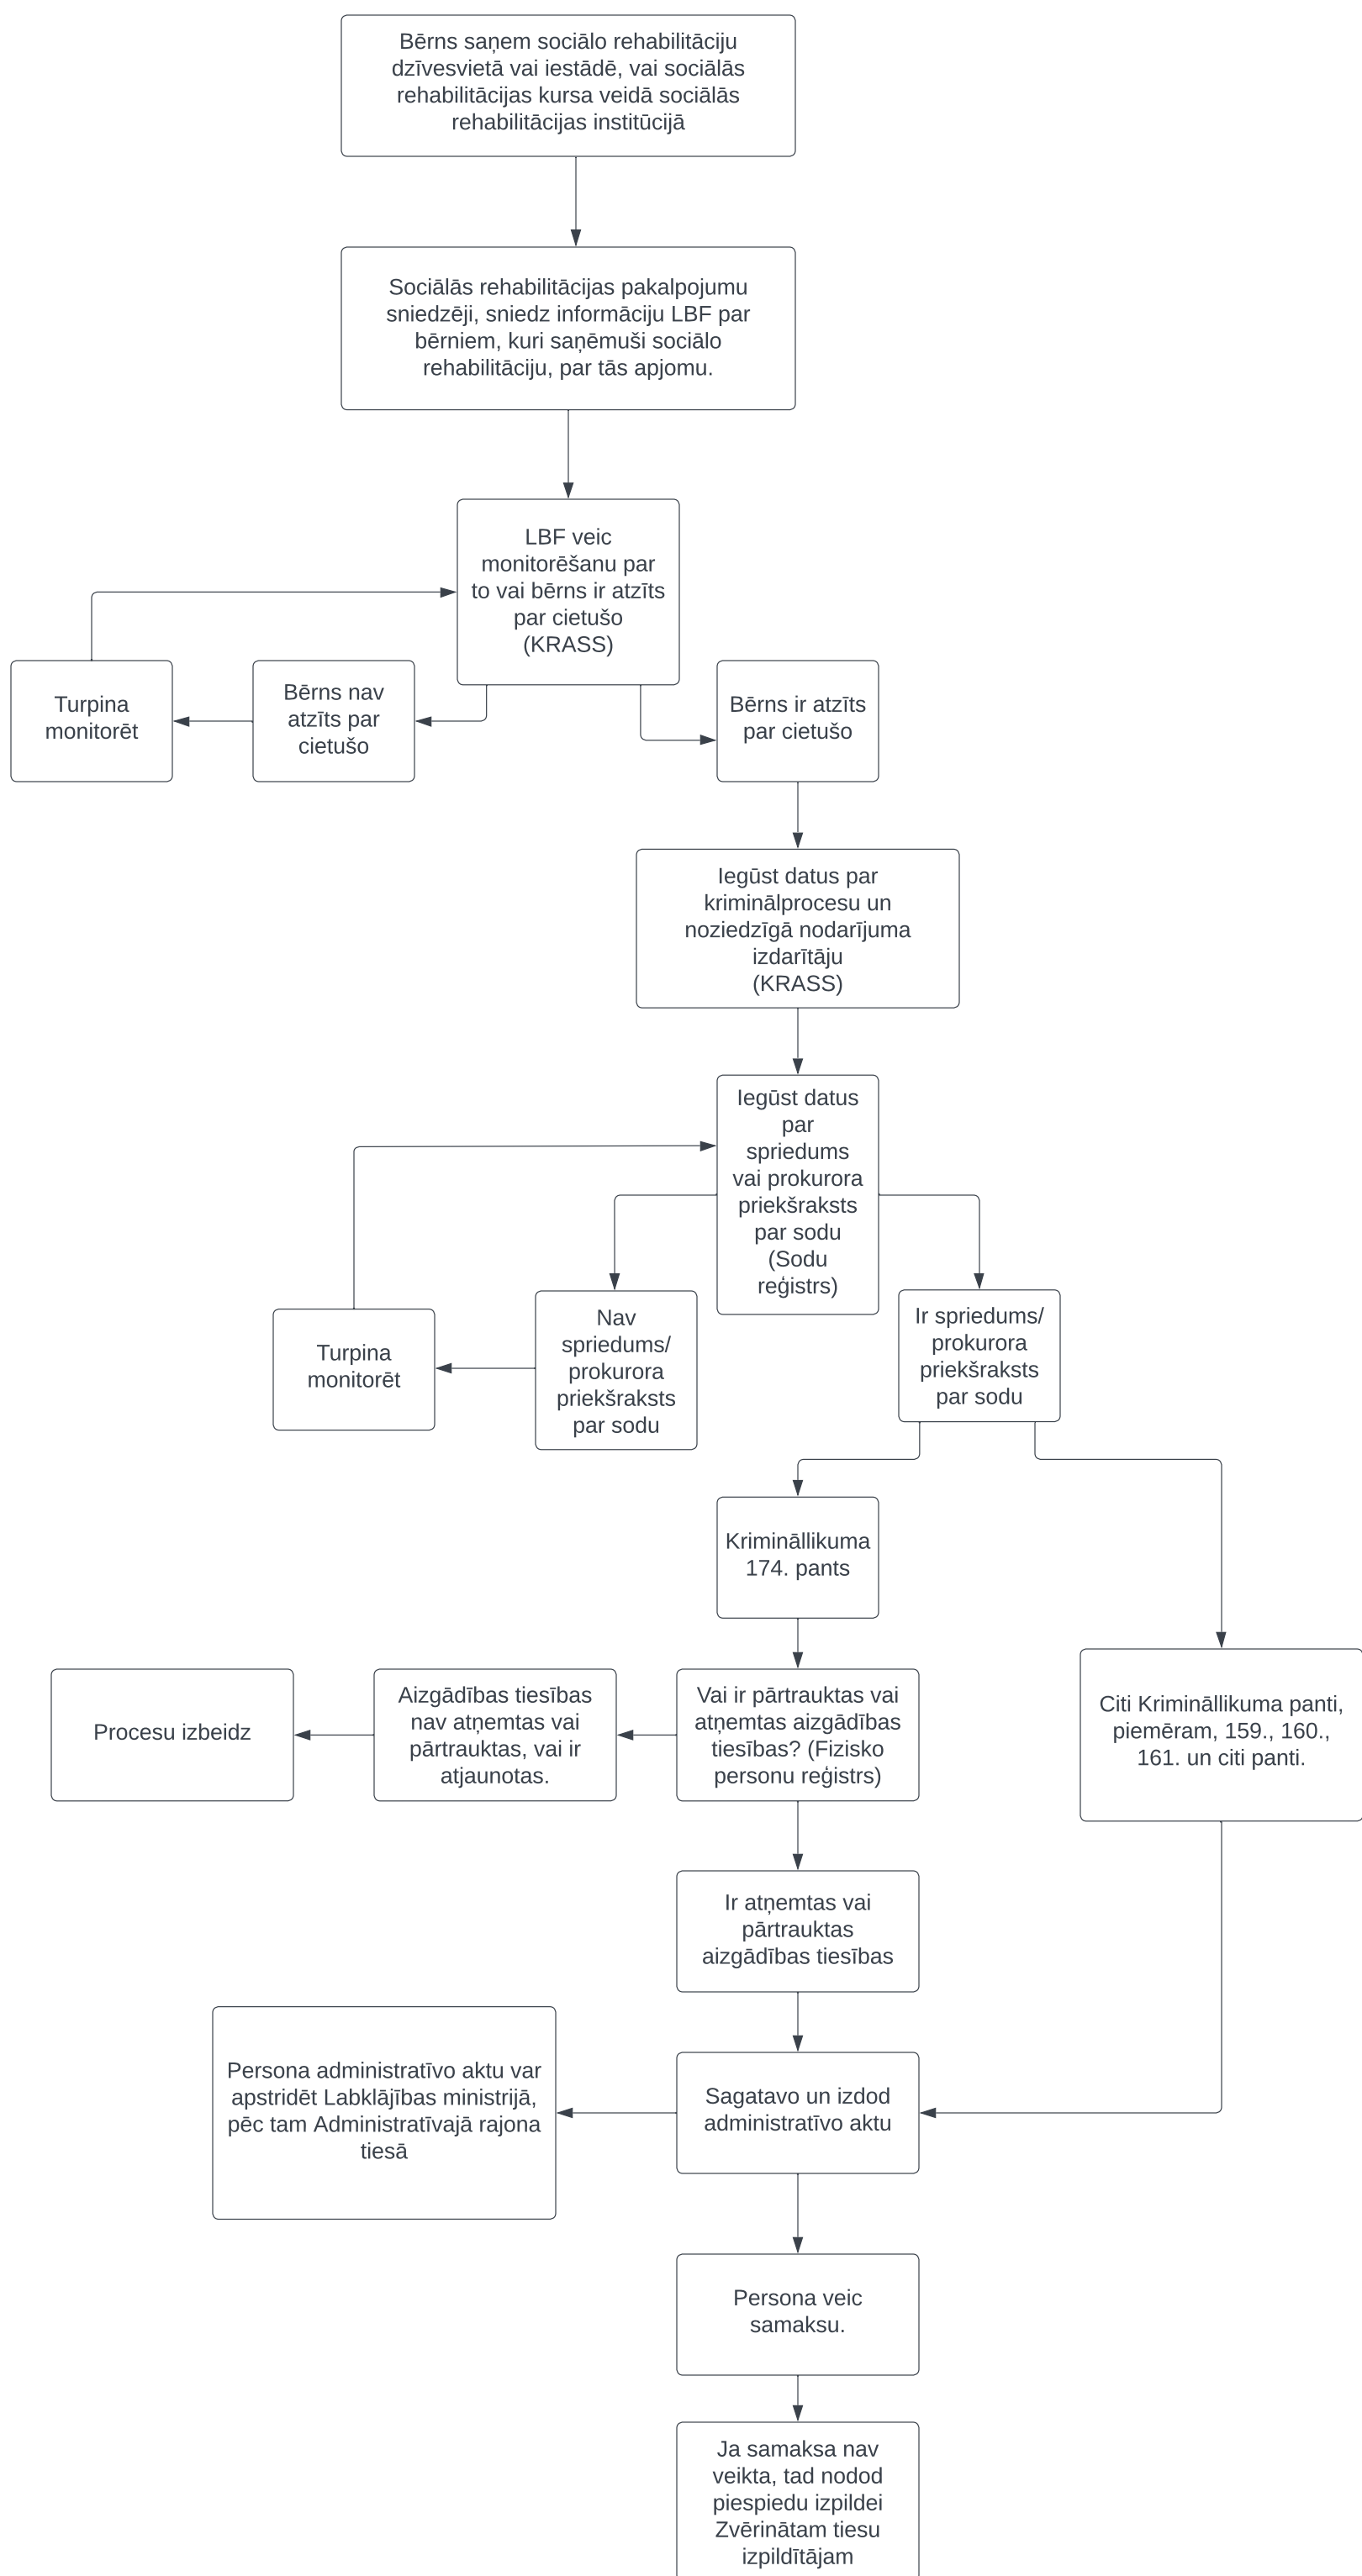 Bērns saņem sociālo rehabilitāciju
dzīvesvietā vai iestādē, vai sociālās
rehabilitācijas kursa veidā sociālās
rehabilitācijas institūcijā
Sociālās rehabilitācijas pakalpojumu
sniedzēji, sniedz informāciju LBF par
bērniem, kuri saņēmuši sociālo
rehabilitāciju, par tās apjomu.
LBF veic
monitorēšanu par
to vai bērns ir atzīts
par cietušo
(KRASS)
Turpina
monitorēt
Bērns nav
atzīts par
cietušo
Bērns ir atzīts
par cietušo
Iegūst datus par
kriminālprocesu un
noziedzīgā nodarījuma
izdarītāju
(KRASS)
Iegūst datus
par
spriedums
vai prokurora
priekšraksts
par sodu
(Sodu
reģistrs)
Turpina
monitorēt
Nav
spriedums/
prokurora
priekšraksts
par sodu
Ir spriedums/
prokurora
priekšraksts
par sodu
Krimināllikuma
174. pants
Procesu izbeidz
Aizgādības tiesības
nav atņemtas vai
pārtrauktas, vai ir
atjaunotas.
Vai ir pārtrauktas vai
atņemtas aizgādības
tiesības? (Fizisko
personu reģistrs)
Citi Krimināllikuma panti,
piemēram, 159., 160.,
161. un citi panti.
Ir atņemtas vai
pārtrauktas
aizgādības tiesības
Persona administratīvo aktu var
apstridēt Labklājības ministrijā,
pēc tam Administratīvajā rajona
tiesā
Sagatavo un izdod
administratīvo aktu
Persona veic
samaksu.
Ja samaksa nav
veikta, tad nodod
piespiedu izpildei
Zvērinātam tiesu
izpildītājam